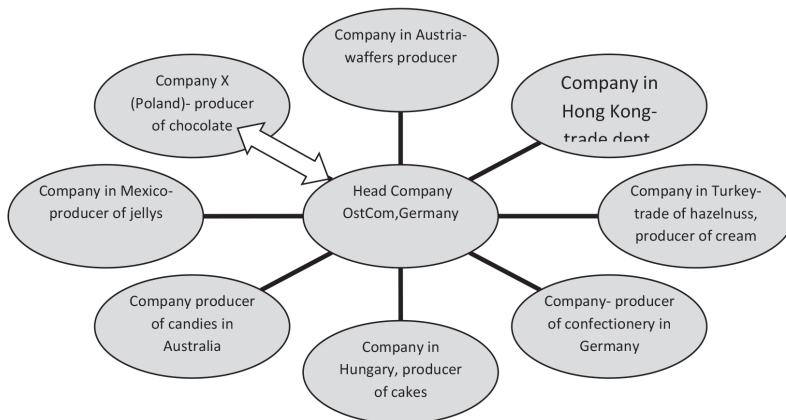 Company in Austria-
waffers producer
Company X
(Poland)- producer
of chocolate
Company in
Hong Kong-
trade dept
Company in Mexico-
producer of jellys
Head Company
OstCom,Germany
Company in Turkey-
trade of hazelnuss,
producer of cream
Company producer
of candies in
Australia
Company in
Hungary, producer
of cakes
Company- producer
of confectionery in
Germany